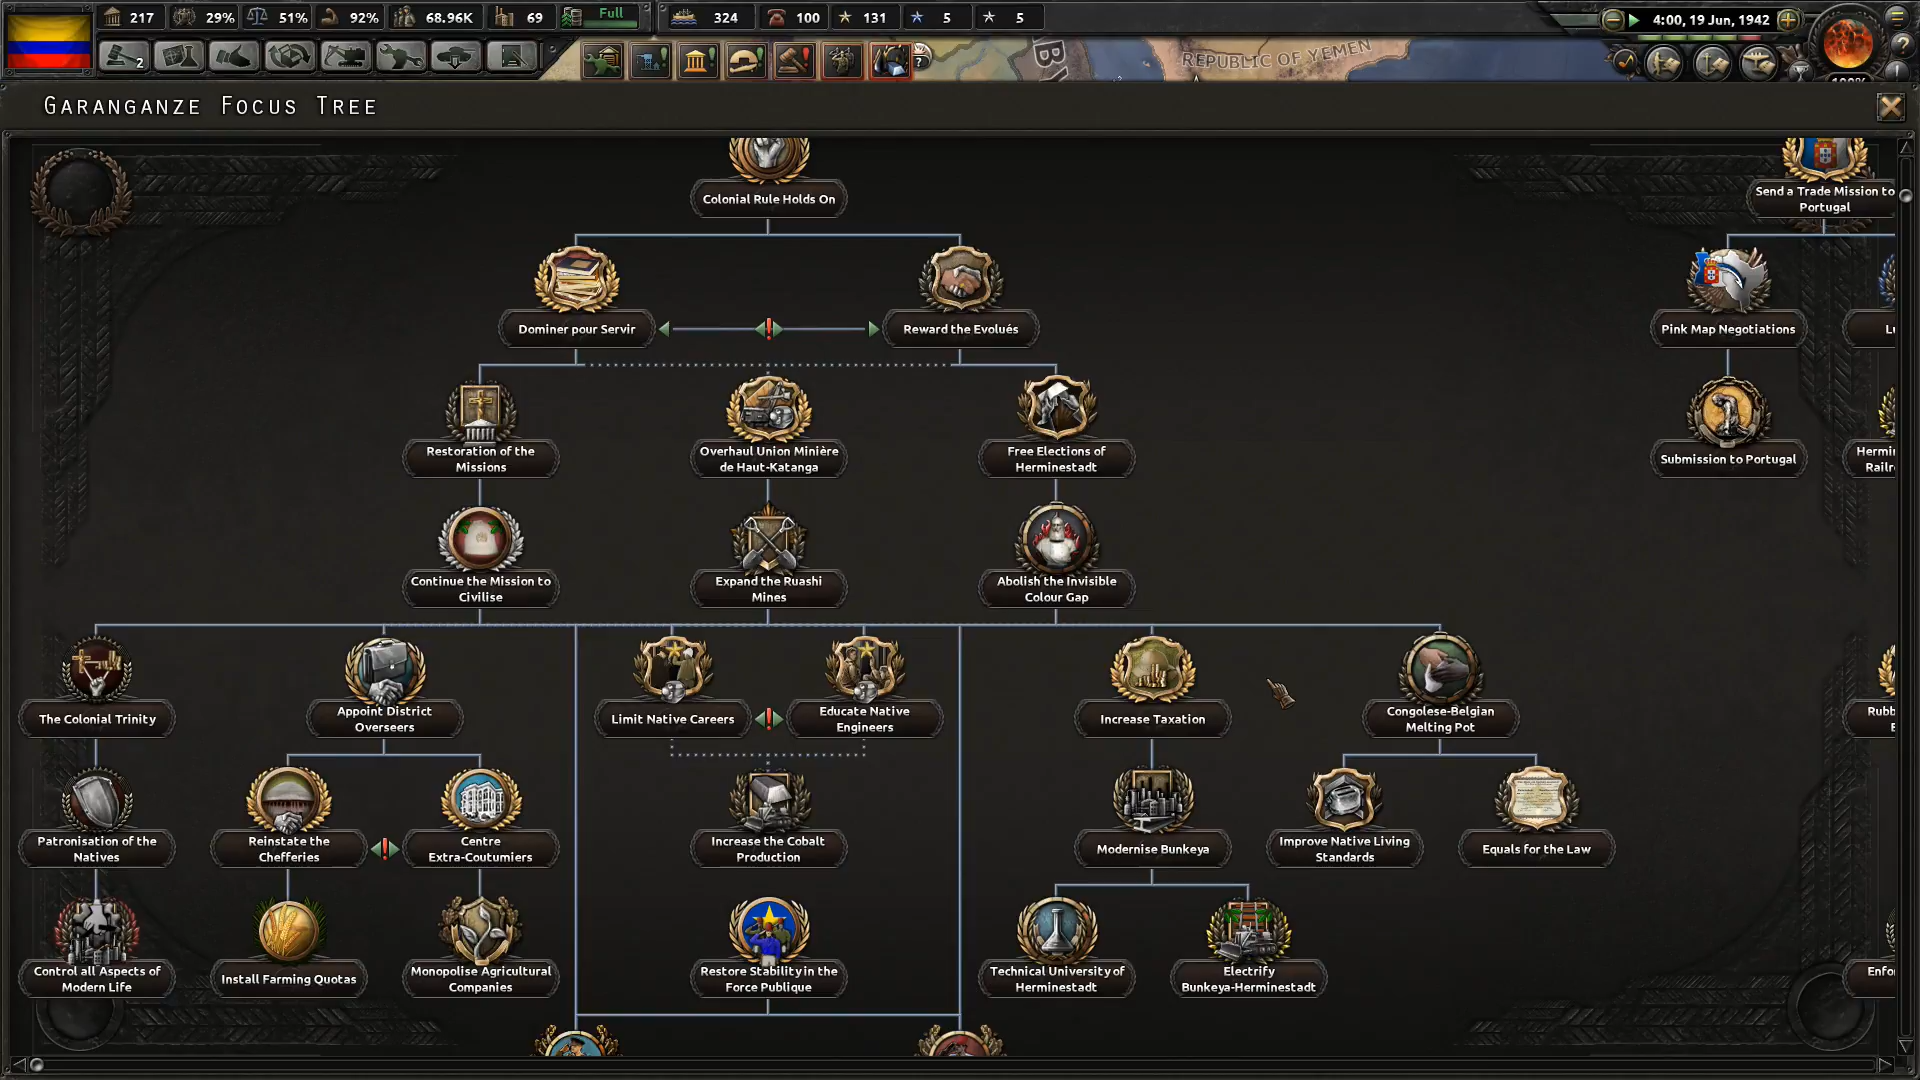 217
29%
51%
92%
68.96K
69
Full
324
100
131
5
5
4:00, 19 Jun, 1942
2
REPUBLIC OF YEMEN
Garanganze Focus Tree
Colonial Rule Holds On
Send a Trade Mission to
Portugal
Dominer pour Servir
Reward the Evolués
Pink Map Negotiations
Restoration of the
Missions
Overhaul Union Minière
de Haut-Katanga
Free Elections of
Herminestadt
Submission to Portugal
Continue the Mission to
Civilise
Expand the Ruashi
Mines
Abolish the Invisible
Colour Gap
The Colonial Trinity
Appoint District
Overseers
Limit Native Careers
Educate Native
Engineers
Increase Taxation
Congolese-Belgian
Melting Pot
Patronisation of the
Natives
Reinstate the
Chefferies
Centre
Extra-Coutumiers
Increase the Cobalt
Production
Modernise Bunkeya
Improve Native Living
Standards
Equals for the Law
Control all Aspects of
Modern Life
Install Farming Quotas
Monopolise Agricultural
Companies
Restore Stability in the
Force Publique
Technical University of
Herminestadt
Electrify
Bunkeya-Herminestadt